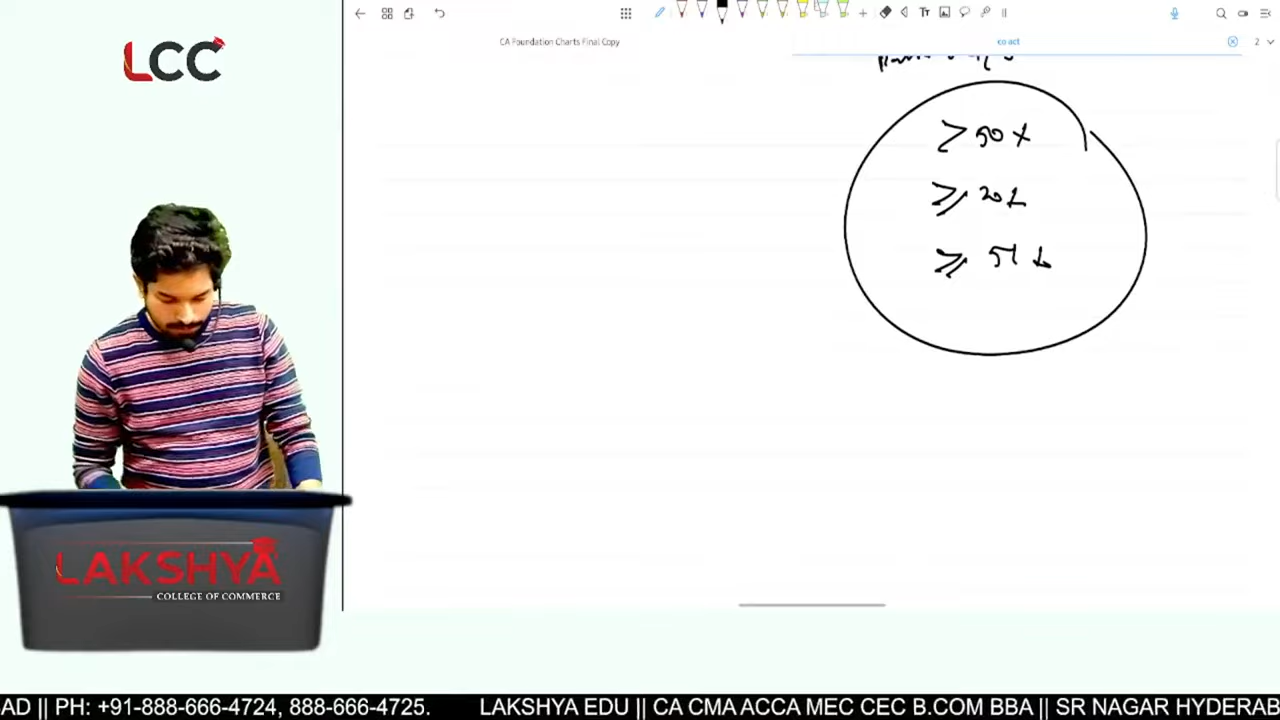 LCC
CA Foundation Charts Final Copy
co act
2
> 50 %
≥ 20 %
≥ 51 %
LAKSHYA
COLLEGE OF COMMERCE
AD || PH: +91-888-666-4724, 888-666-4725. LAKSHYA EDU || CA CMA ACCA MEC CEC B.COM BBA || SR NAGAR HYDERAB